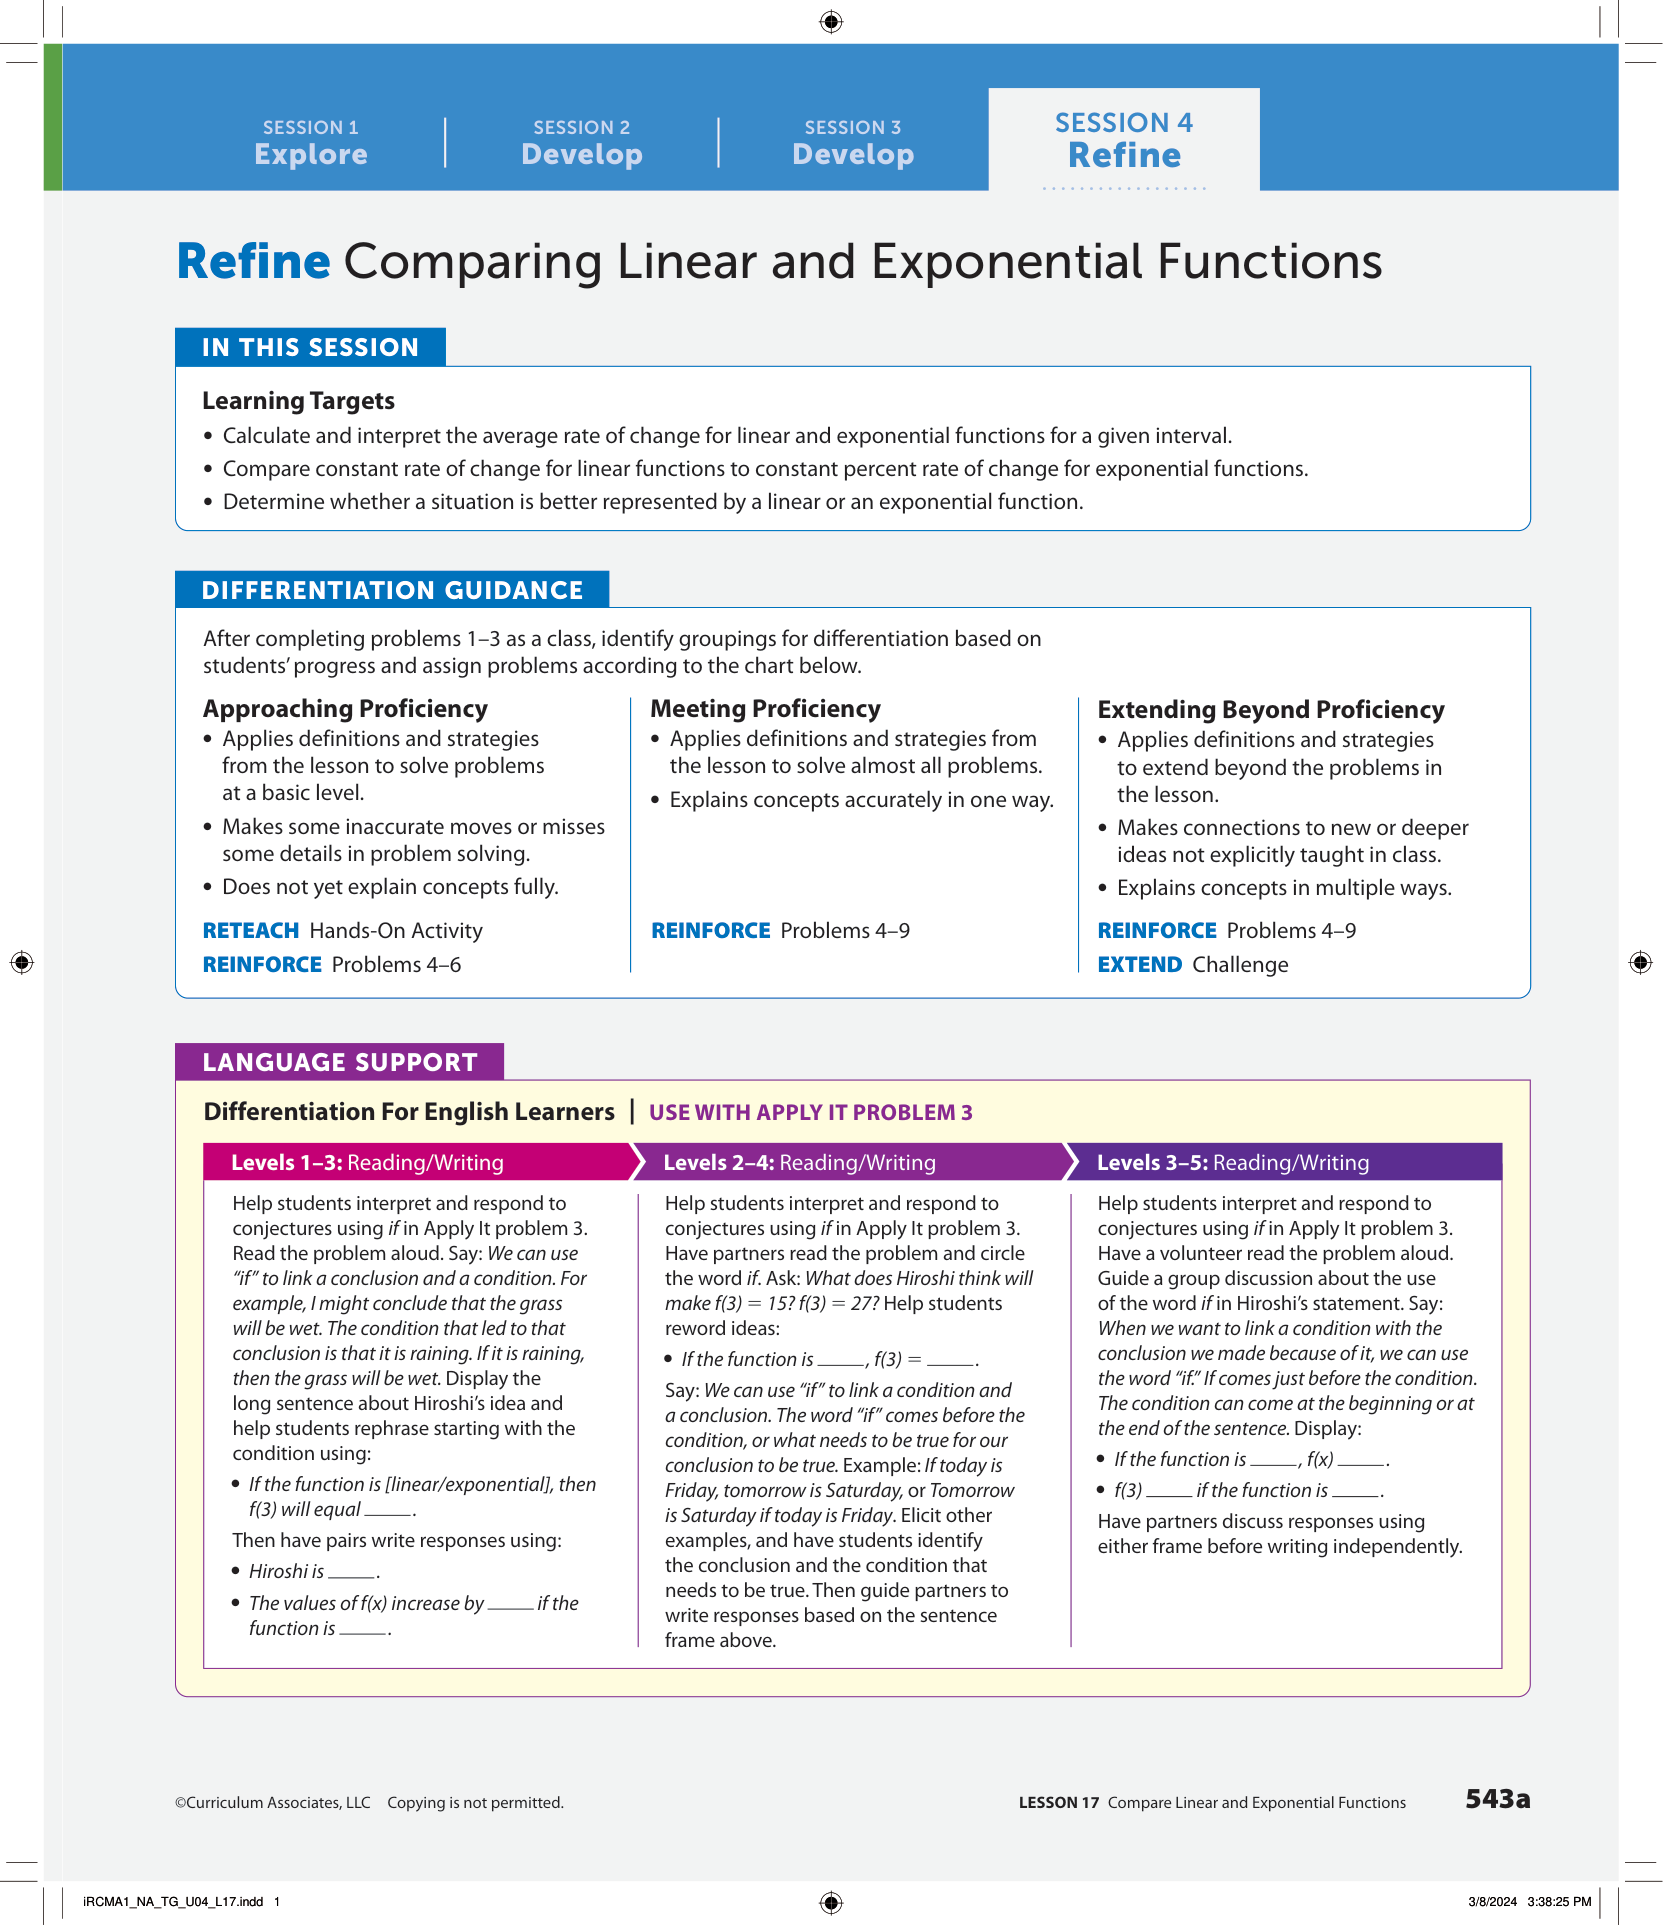 SESSION 1
Explore
SESSION 2
Develop
SESSION 3
Develop
SESSION 4
Refine
Refine Comparing Linear and Exponential Functions
IN THIS SESSION
Learning Targets
• Calculate and interpret the average rate of change for linear and exponential functions for a given interval.
• Compare constant rate of change for linear functions to constant percent rate of change for exponential functions.
• Determine whether a situation is better represented by a linear or an exponential function.
DIFFERENTIATION GUIDANCE
After completing problems 1–3 as a class, identify groupings for differentiation based on
students’ progress and assign problems according to the chart below.
Approaching Proficiency
• Applies definitions and strategies
from the lesson to solve problems
at a basic level.
• Makes some inaccurate moves or misses
some details in problem solving.
• Does not yet explain concepts fully.
RETEACH Hands-On Activity
REINFORCE Problems 4–6
Meeting Proficiency
• Applies definitions and strategies from
the lesson to solve almost all problems.
• Explains concepts accurately in one way.
REINFORCE Problems 4–9
Extending Beyond Proficiency
• Applies definitions and strategies
to extend beyond the problems in
the lesson.
• Makes connections to new or deeper
ideas not explicitly taught in class.
• Explains concepts in multiple ways.
REINFORCE Problems 4–9
EXTEND Challenge
LANGUAGE SUPPORT
Differentiation For English Learners | USE WITH APPLY IT PROBLEM 3
Levels 1–3: Reading/Writing
Help students interpret and respond to
conjectures using if in Apply It problem 3.
Read the problem aloud. Say: We can use
“if” to link a conclusion and a condition. For
example, I might conclude that the grass
will be wet. The condition that led to that
conclusion is that it is raining. If it is raining,
then the grass will be wet. Display the
long sentence about Hiroshi’s idea and
help students rephrase starting with the
condition using:
• If the function is [linear/exponential], then
f(3) will equal _____.
Then have pairs write responses using:
• Hiroshi is _____.
• The values of f(x) increase by _____ if the
function is _____.
Levels 2–4: Reading/Writing
Help students interpret and respond to
conjectures using if in Apply It problem 3.
Have partners read the problem and circle
the word if. Ask: What does Hiroshi think will
make f(3) = 15? f(3) = 27? Help students
reword ideas:
• If the function is _____, f(3) = _____.
Say: We can use “if” to link a condition and
a conclusion. The word “if” comes before the
condition, or what needs to be true for our
conclusion to be true. Example: If today is
Friday, tomorrow is Saturday, or Tomorrow
is Saturday if today is Friday. Elicit other
examples, and have students identify
the conclusion and the condition that
needs to be true. Then guide partners to
write responses based on the sentence
frame above.
Levels 3–5: Reading/Writing
Help students interpret and respond to
conjectures using if in Apply It problem 3.
Have a volunteer read the problem aloud.
Guide a group discussion about the use
of the word if in Hiroshi’s statement. Say:
When we want to link a condition with the
conclusion we made because of it, we can use
the word “if.” If comes just before the condition.
The condition can come at the beginning or at
the end of the sentence. Display:
• If the function is _____, f(x) _____.
• f(3) _____ if the function is _____.
Have partners discuss responses using
either frame before writing independently.
©Curriculum Associates, LLC Copying is not permitted.
LESSON 17 Compare Linear and Exponential Functions 543a
iRCMA1_NA_TG_U04_L17.indd 1
3/8/2024 3:38:25 PM